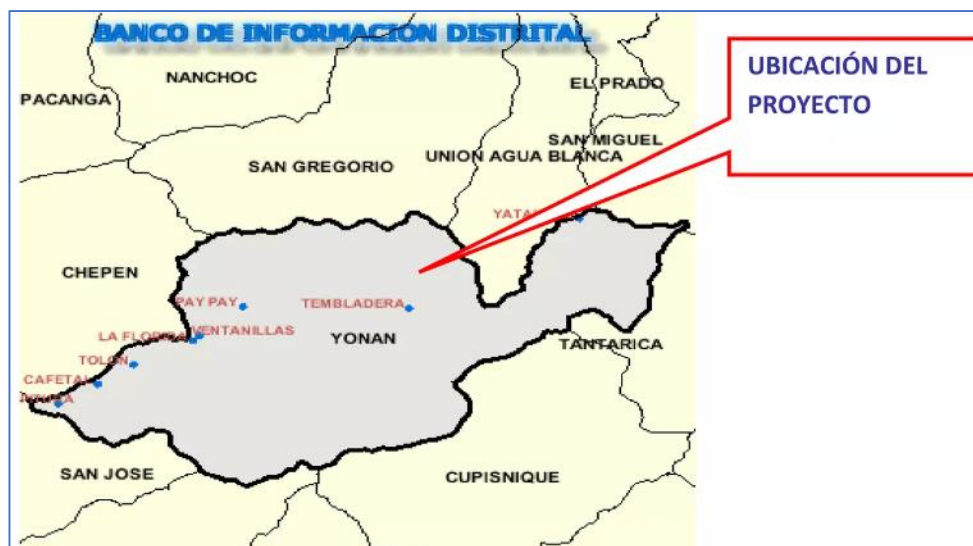 BANCO DE INFORMACION DISTRITAL
UBICACIÓN DEL
PROYECTO
NANCHOC
EL PRADO
PACANGA
SAN MIGUEL
UNION AGUA BLANCA
SAN GREGORIO
CHEPEN
PAY PAY
TEMBLADERA
LA FLORIDA
VENTANILLAS
YONAN
TANTARICA
TOLON
CAFETAL
SAN JOSE
CUPISNIQUE